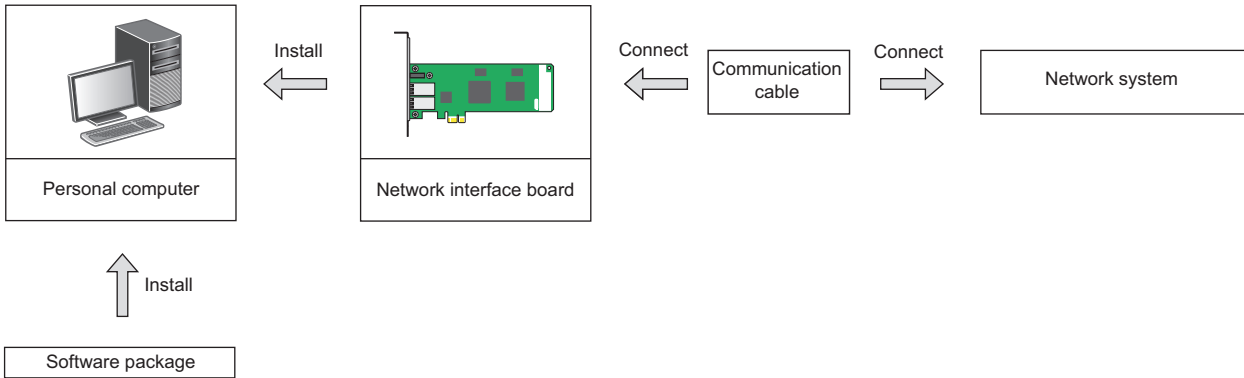 Install
Connect
Communication
cable
Connect
Network system
Personal computer
Network interface board
Install
Software package